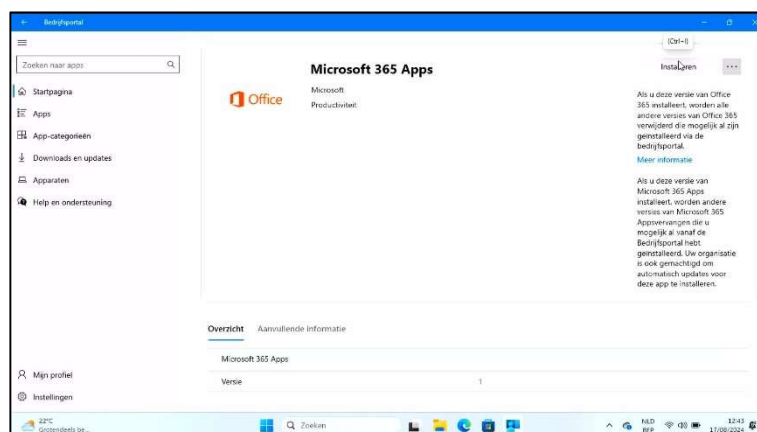 Bedrijfsportal
(Ctrl+I)
Zoeken naar apps
Microsoft 365 Apps
Installeren
Startpagina
Office
Microsoft
Productiviteit
Apps
App-categorieën
Downloads en updates
Apparaten
Help en ondersteuning
Als u deze versie van Office
365 installeert, worden alle
andere versies van Office 365
verwijderd die mogelijk al zijn
geïnstalleerd via de
bedrijfsportal.
Meer informatie
Als u deze versie van
Microsoft 365 Apps
installeert, worden andere
versies van Microsoft 365
Appsvervangen die u
mogelijk al vanaf de
Bedrijfsportal hebt
geïnstalleerd. Uw organisatie
is ook gemachtigd om
automatisch updates voor
deze app te installeren.
Overzicht Aanvullende informatie
Microsoft 365 Apps
Versie 1
Mijn profiel
Instellingen
22°C
Grotendeels be...
Zoeken
NLD
BEP
12:43
17/08/2024